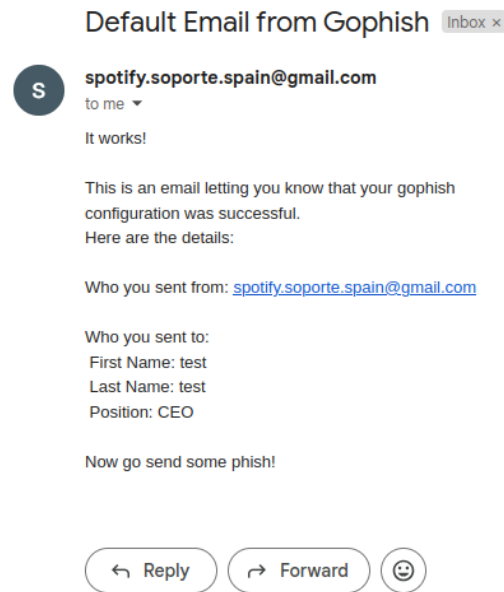 Default Email from Gophish Inbox ×
S
spotify.soporte.spain@gmail.com
to me
It works!
This is an email letting you know that your gophish
configuration was successful.
Here are the details:
Who you sent from: spotify.soporte.spain@gmail.com
Who you sent to:
First Name: test
Last Name: test
Position: CEO
Now go send some phish!
Reply Forward